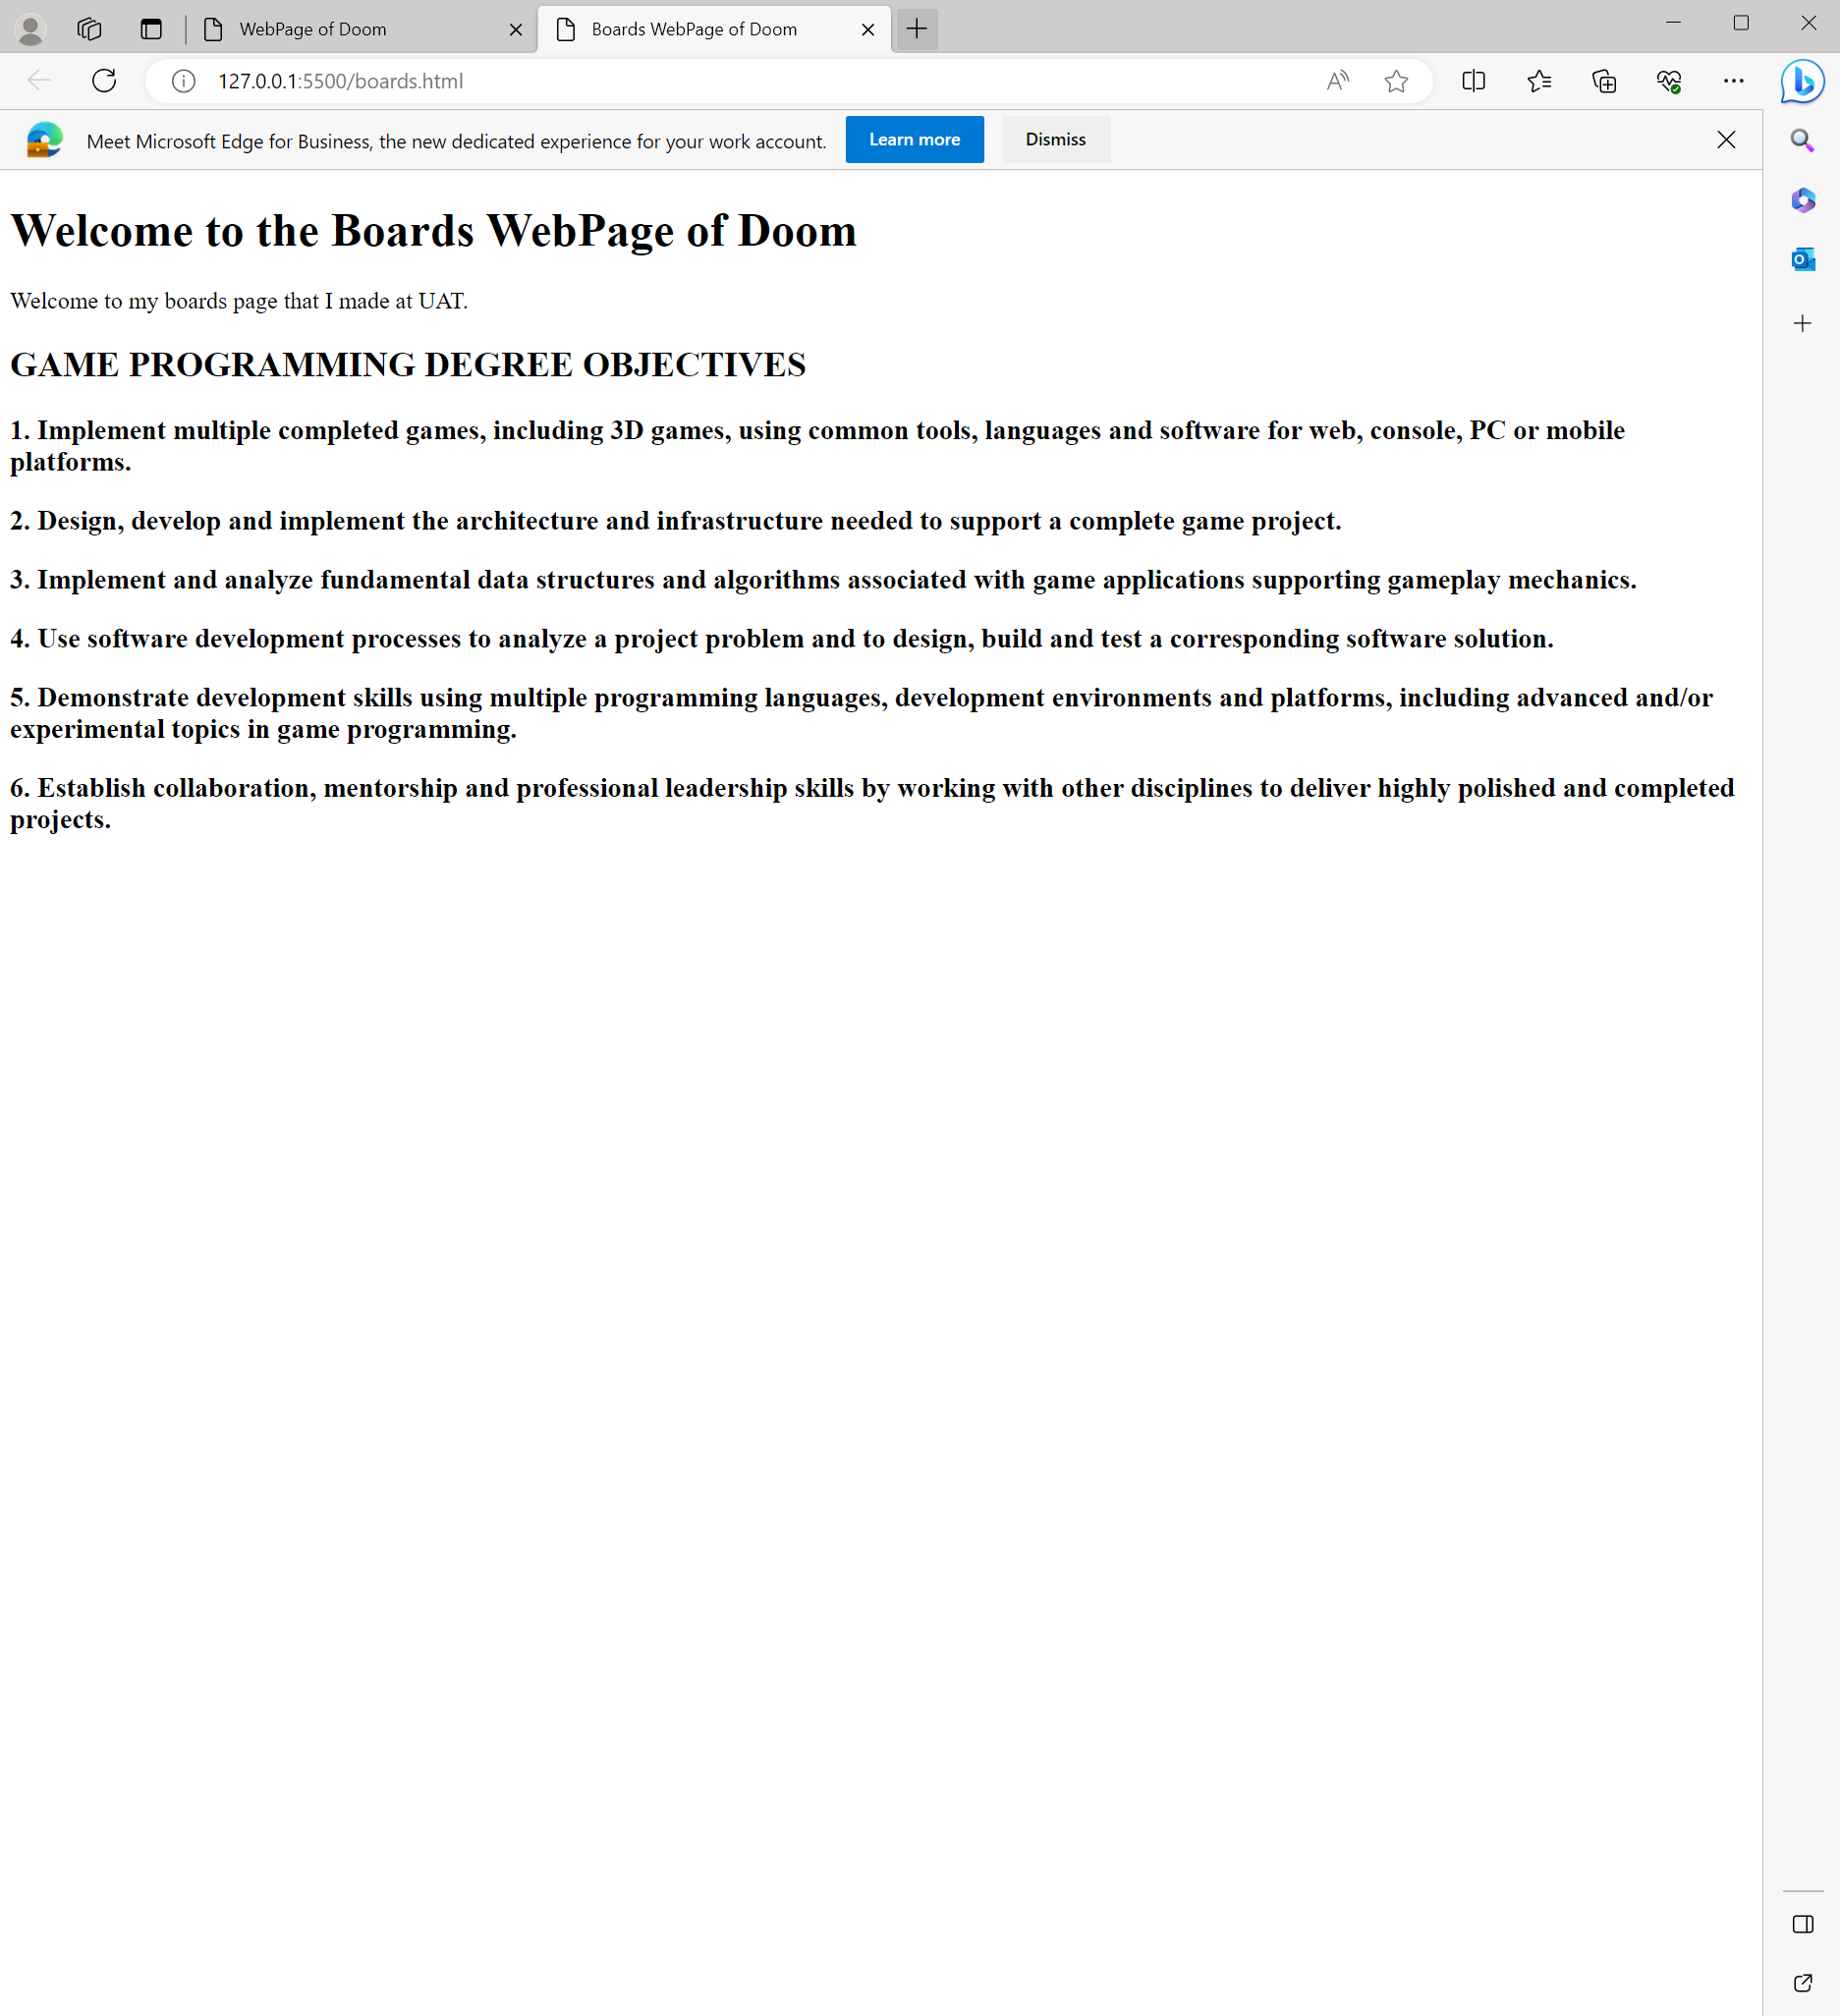 WebPage of Doom
Boards WebPage of Doom
127.0.0.1:5500/boards.html
Meet Microsoft Edge for Business, the new dedicated experience for your work account.
Learn more
Dismiss
Welcome to the Boards WebPage of Doom
Welcome to my boards page that I made at UAT.
GAME PROGRAMMING DEGREE OBJECTIVES
1. Implement multiple completed games, including 3D games, using common tools, languages and software for web, console, PC or mobile
platforms.
2. Design, develop and implement the architecture and infrastructure needed to support a complete game project.
3. Implement and analyze fundamental data structures and algorithms associated with game applications supporting gameplay mechanics.
4. Use software development processes to analyze a project problem and to design, build and test a corresponding software solution.
5. Demonstrate development skills using multiple programming languages, development environments and platforms, including advanced and/or
experimental topics in game programming.
6. Establish collaboration, mentorship and professional leadership skills by working with other disciplines to deliver highly polished and completed
projects.